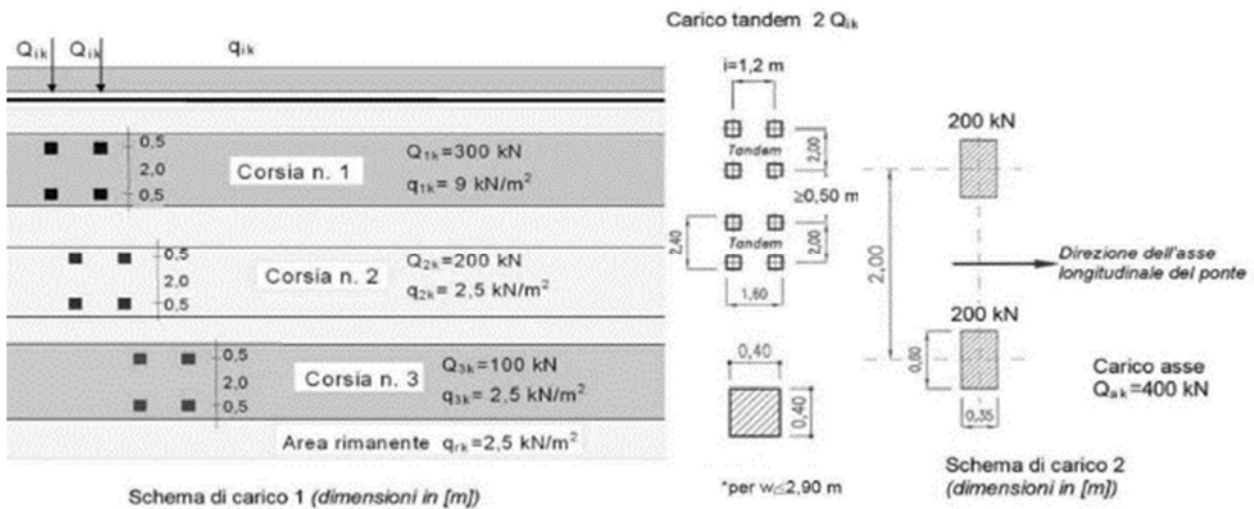 Carico tandem 2 Qik
Qik Qik qik
i=1,2 m
0,5
2,0
0,5
Corsia n. 1
Q1k=300 kN
q1k= 9 kN/m²
Tandem
2,00
≥0,50 m
Tandem
2,00
2,40
1,60
200 kN
2,00
Direzione dell'asse
longitudinale del ponte
0,5
2,0
0,5
Corsia n. 2
Q2k=200 kN
q2k= 2,5 kN/m²
200 kN
0,60
0,35
Carico asse
Qak=400 kN
0,5
2,0
0,5
Corsia n. 3
Q3k=100 kN
q3k= 2,5 kN/m²
0,40
0,40
Area rimanente qrk=2,5 kN/m²
Schema di carico 1 (dimensioni in [m])
*per wl≤2,90 m
Schema di carico 2
(dimensioni in [m])